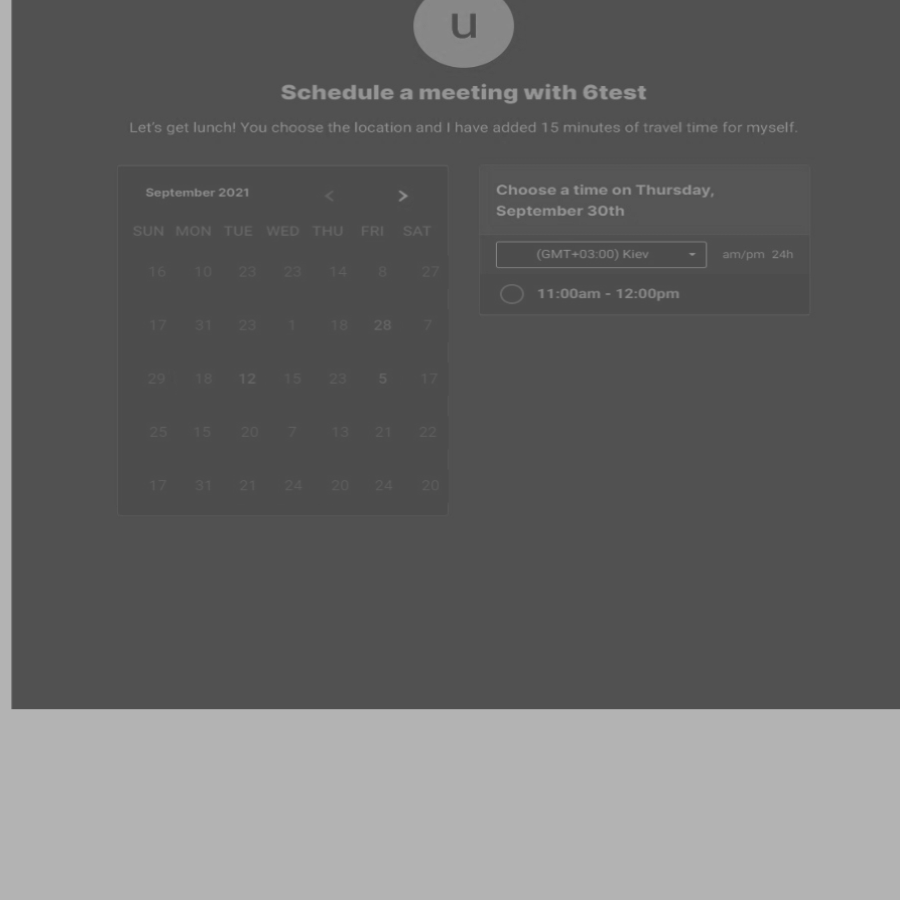 u
Schedule a meeting with 6test
Let's get lunch! You choose the location and I have added 15 minutes of travel time for myself.
September 2021 < >
SUN MON TUE WED THU FRI SAT
16 10 23 23 14 8 27
17 31 23 1 18 28 7
29 18 12 15 23 5 17
25 15 20 7 13 21 22
17 31 21 24 20 24 20
Choose a time on Thursday,
September 30th
(GMT+03:00) Kiev am/pm 24h
11:00am - 12:00pm